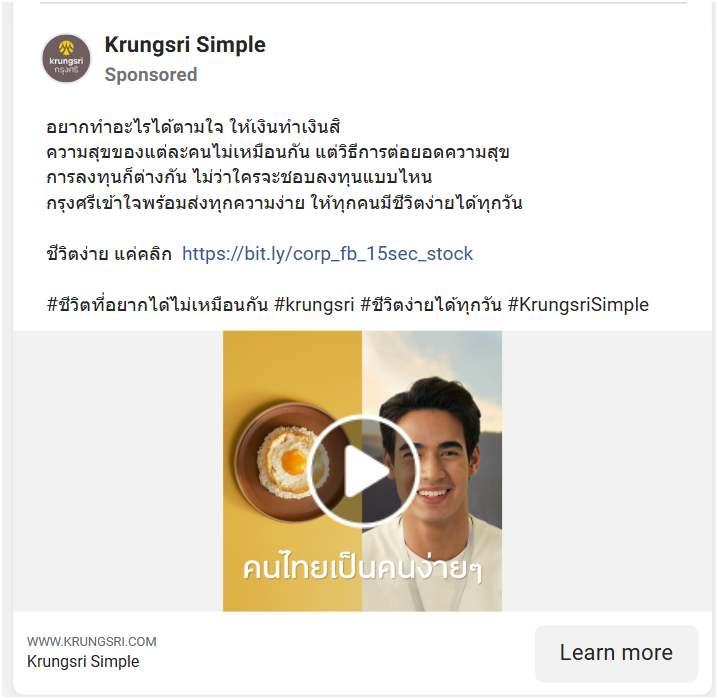 Krungsri Simple
krungsri
กรุงศรี
Sponsored
อยากทำอะไรได้ตามใจ ให้เงินทำเงินสิ
ความสุขของแต่ละคนไม่เหมือนกัน แต่วิธีการต่อยอดความสุข
การลงทุนก็ต่างกัน ไม่ว่าใครจะชอบลงทุนแบบไหน
กรุงศรีเข้าใจพร้อมส่งทุกความง่าย ให้ทุกคนมีชีวิตง่ายได้ทุกวัน
ชีวิตง่าย แค่คลิก https://bit.ly/corp_fb_15sec_stock
#ชีวิตที่อยากได้ไม่เหมือนกัน #krungsri #ชีวิตง่ายได้ทุกวัน #KrungsriSimple
คนไทยเป็นคนง่ายๆ
WWW.KRUNGSRI.COM
Krungsri Simple
Learn more